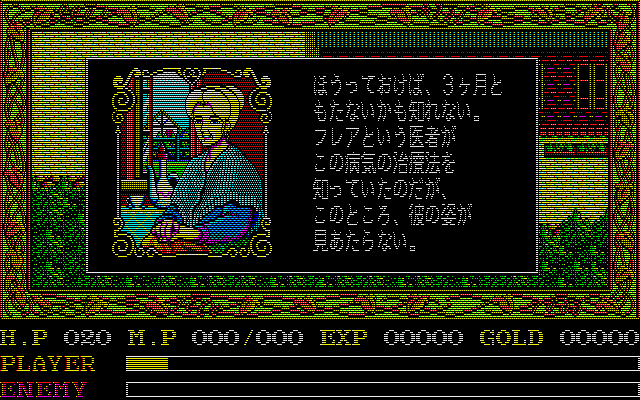 ほうっておけば、3ヶ月と
もたないかも知れない。
フレアという医者が
この病気の治療法を
知っていたのだが、
このところ、彼の姿が
見あたらない。
H.P 020 M.P 000/000 EXP 00000 GOLD 00000
PLAYER
ENEMY